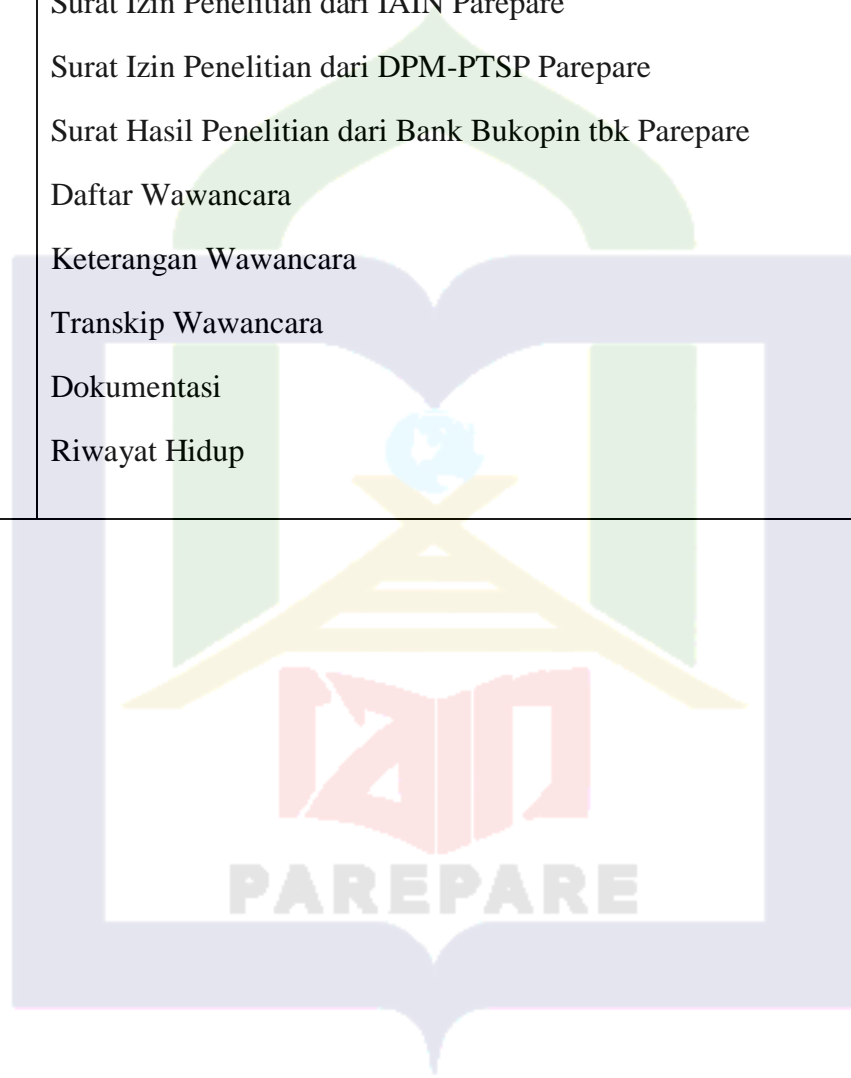 Surat Izin Penelitian dari IAIN Parepare
Surat Izin Penelitian dari DPM-PTSP Parepare
Surat Hasil Penelitian dari Bank Bukopin tbk Parepare
Daftar Wawancara
Keterangan Wawancara
Transkip Wawancara
Dokumentasi
Riwayat Hidup
iain
PAREPARE